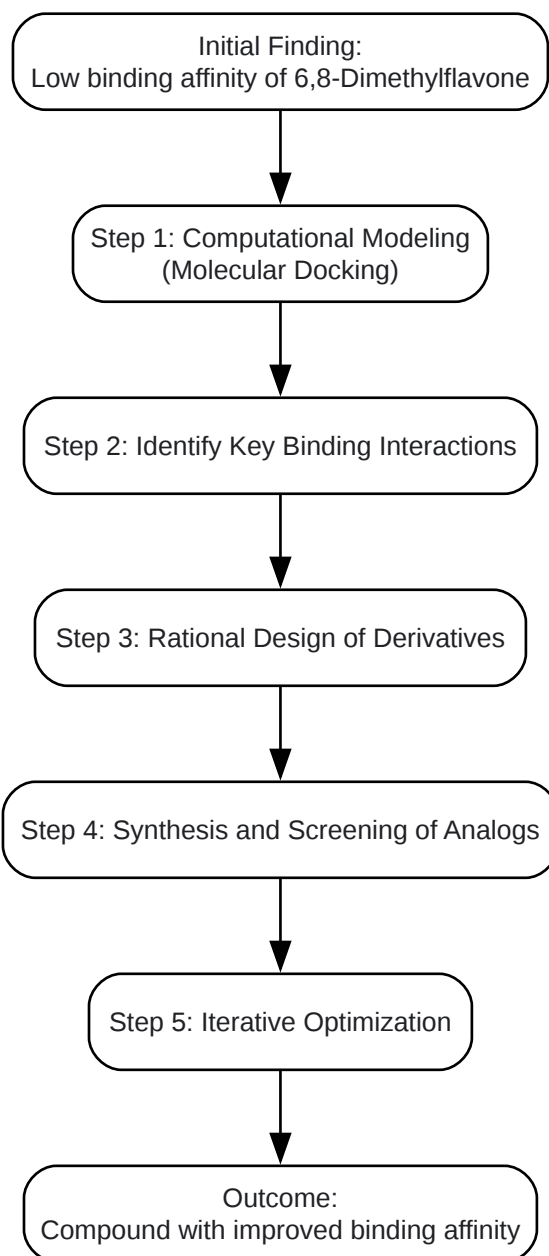 Initial Finding:
Low binding affinity of 6,8-Dimethylflavone
Step 1: Computational Modeling
(Molecular Docking)
Step 2: Identify Key Binding Interactions
Step 3: Rational Design of Derivatives
Step 4: Synthesis and Screening of Analogs
Step 5: Iterative Optimization
Outcome:
Compound with improved binding affinity